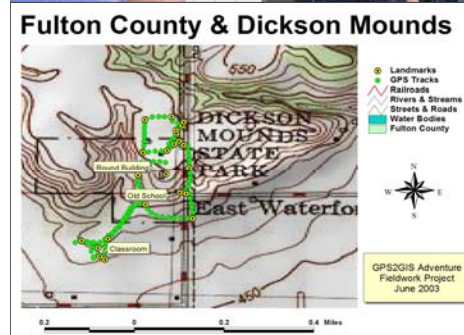 Fulton County & Dickson Mounds
550
DICKSON
MOUNDS
STATE
PARK
Round Building
Old School
East Waterfor
Classroom
450
Landmarks
GPS Tracks
Railroads
Rivers & Streams
Streets & Roads
Water Bodies
Fulton County
N
W
E
S
GPS2GIS Adventure
Fieldwork Project
June 2003
0.2
0
0.2
0.4 Miles